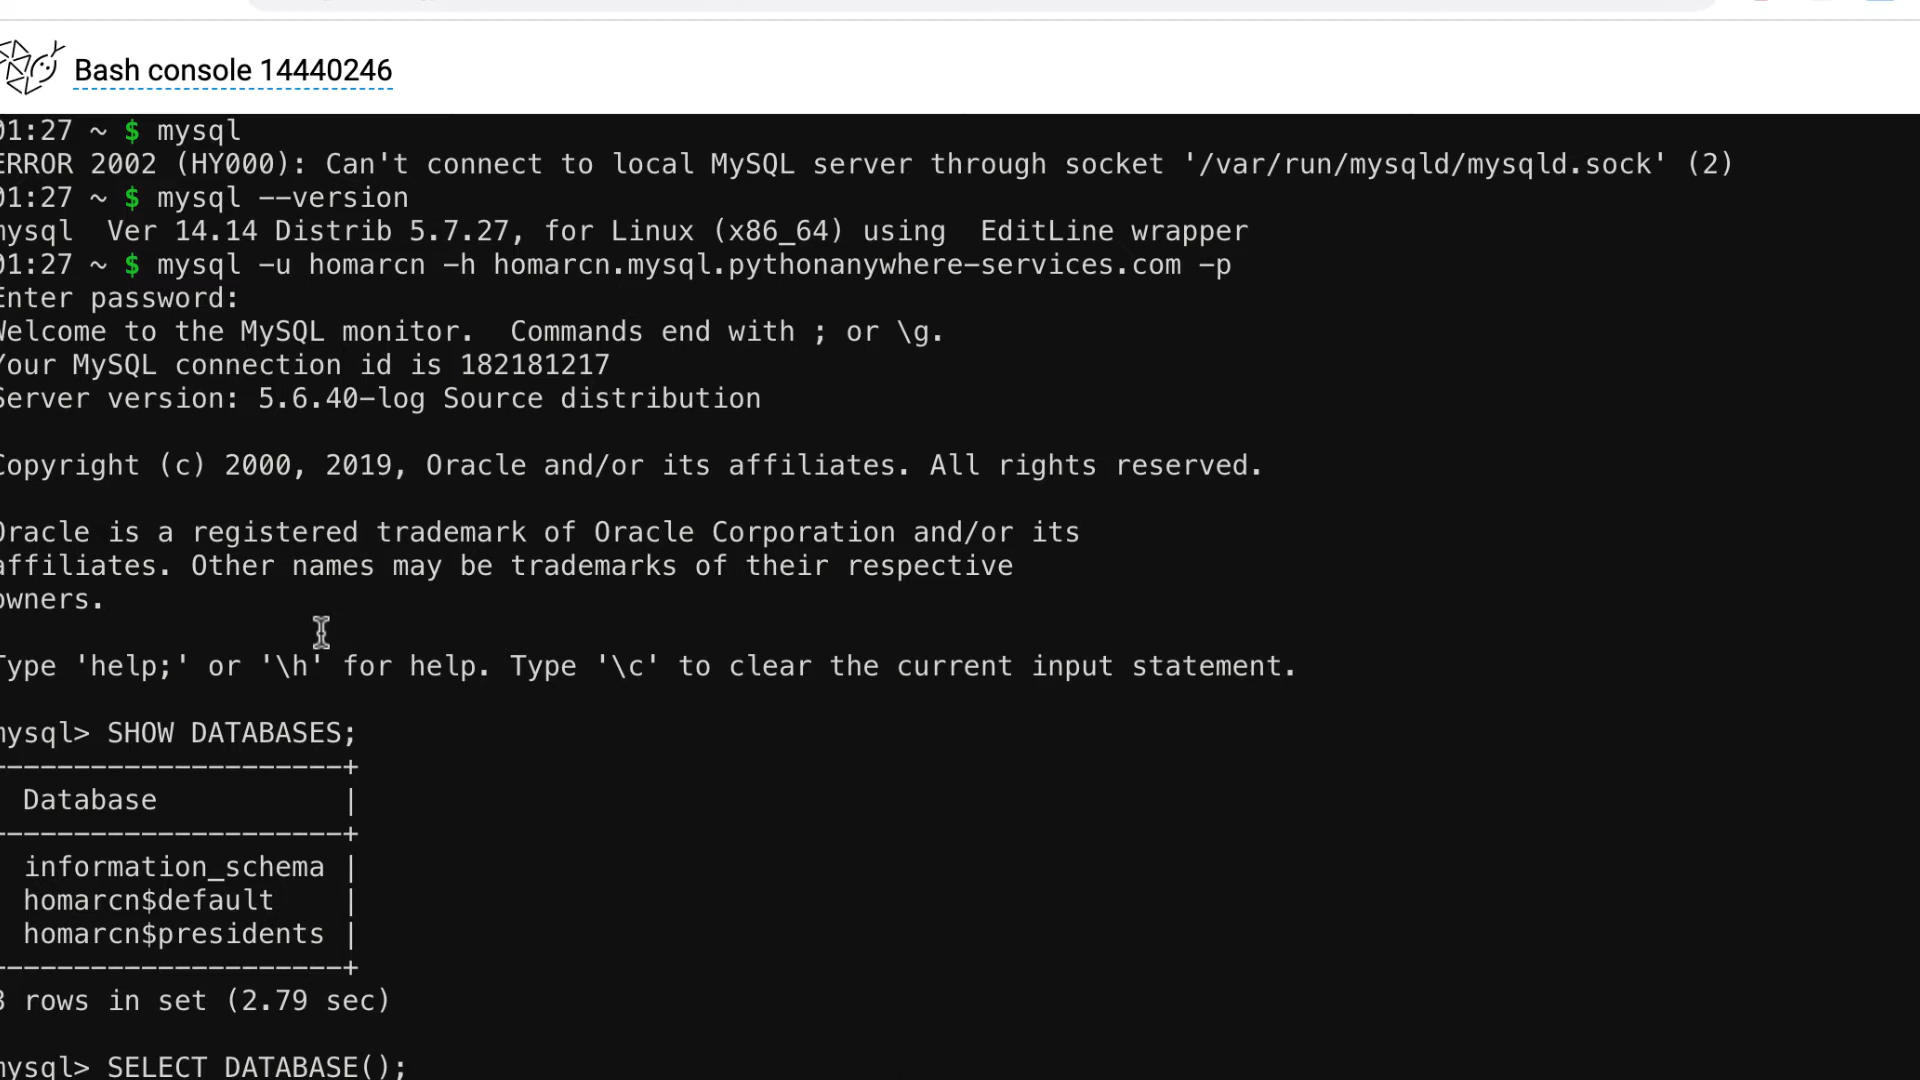 Bash console 14440246
01:27 ~ $ mysql
ERROR 2002 (HY000): Can't connect to local MySQL server through socket '/var/run/mysqld/mysqld.sock' (2)
01:27 ~ $ mysql --version
mysql  Ver 14.14 Distrib 5.7.27, for Linux (x86_64) using  EditLine wrapper
01:27 ~ $ mysql -u homarcn -h homarcn.mysql.pythonanywhere-services.com -p
Enter password:
Welcome to the MySQL monitor.  Commands end with ; or \g.
Your MySQL connection id is 182181217
Server version: 5.6.40-log Source distribution
Copyright (c) 2000, 2019, Oracle and/or its affiliates. All rights reserved.
Oracle is a registered trademark of Oracle Corporation and/or its
affiliates. Other names may be trademarks of their respective
owners.
Type 'help;' or '\h' for help. Type '\c' to clear the current input statement.
mysql> SHOW DATABASES;
--------------------+
Database           |
--------------------+
information_schema |
homarcn$default    |
homarcn$presidents |
--------------------+
3 rows in set (2.79 sec)
mysql> SELECT DATABASE();